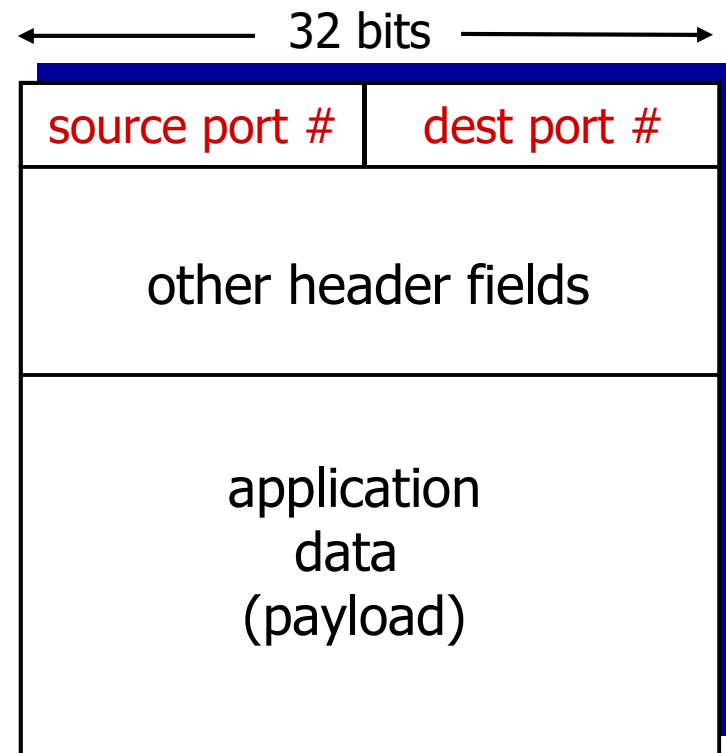 32 bits
source port # dest port #
other header fields
application
data
(payload)